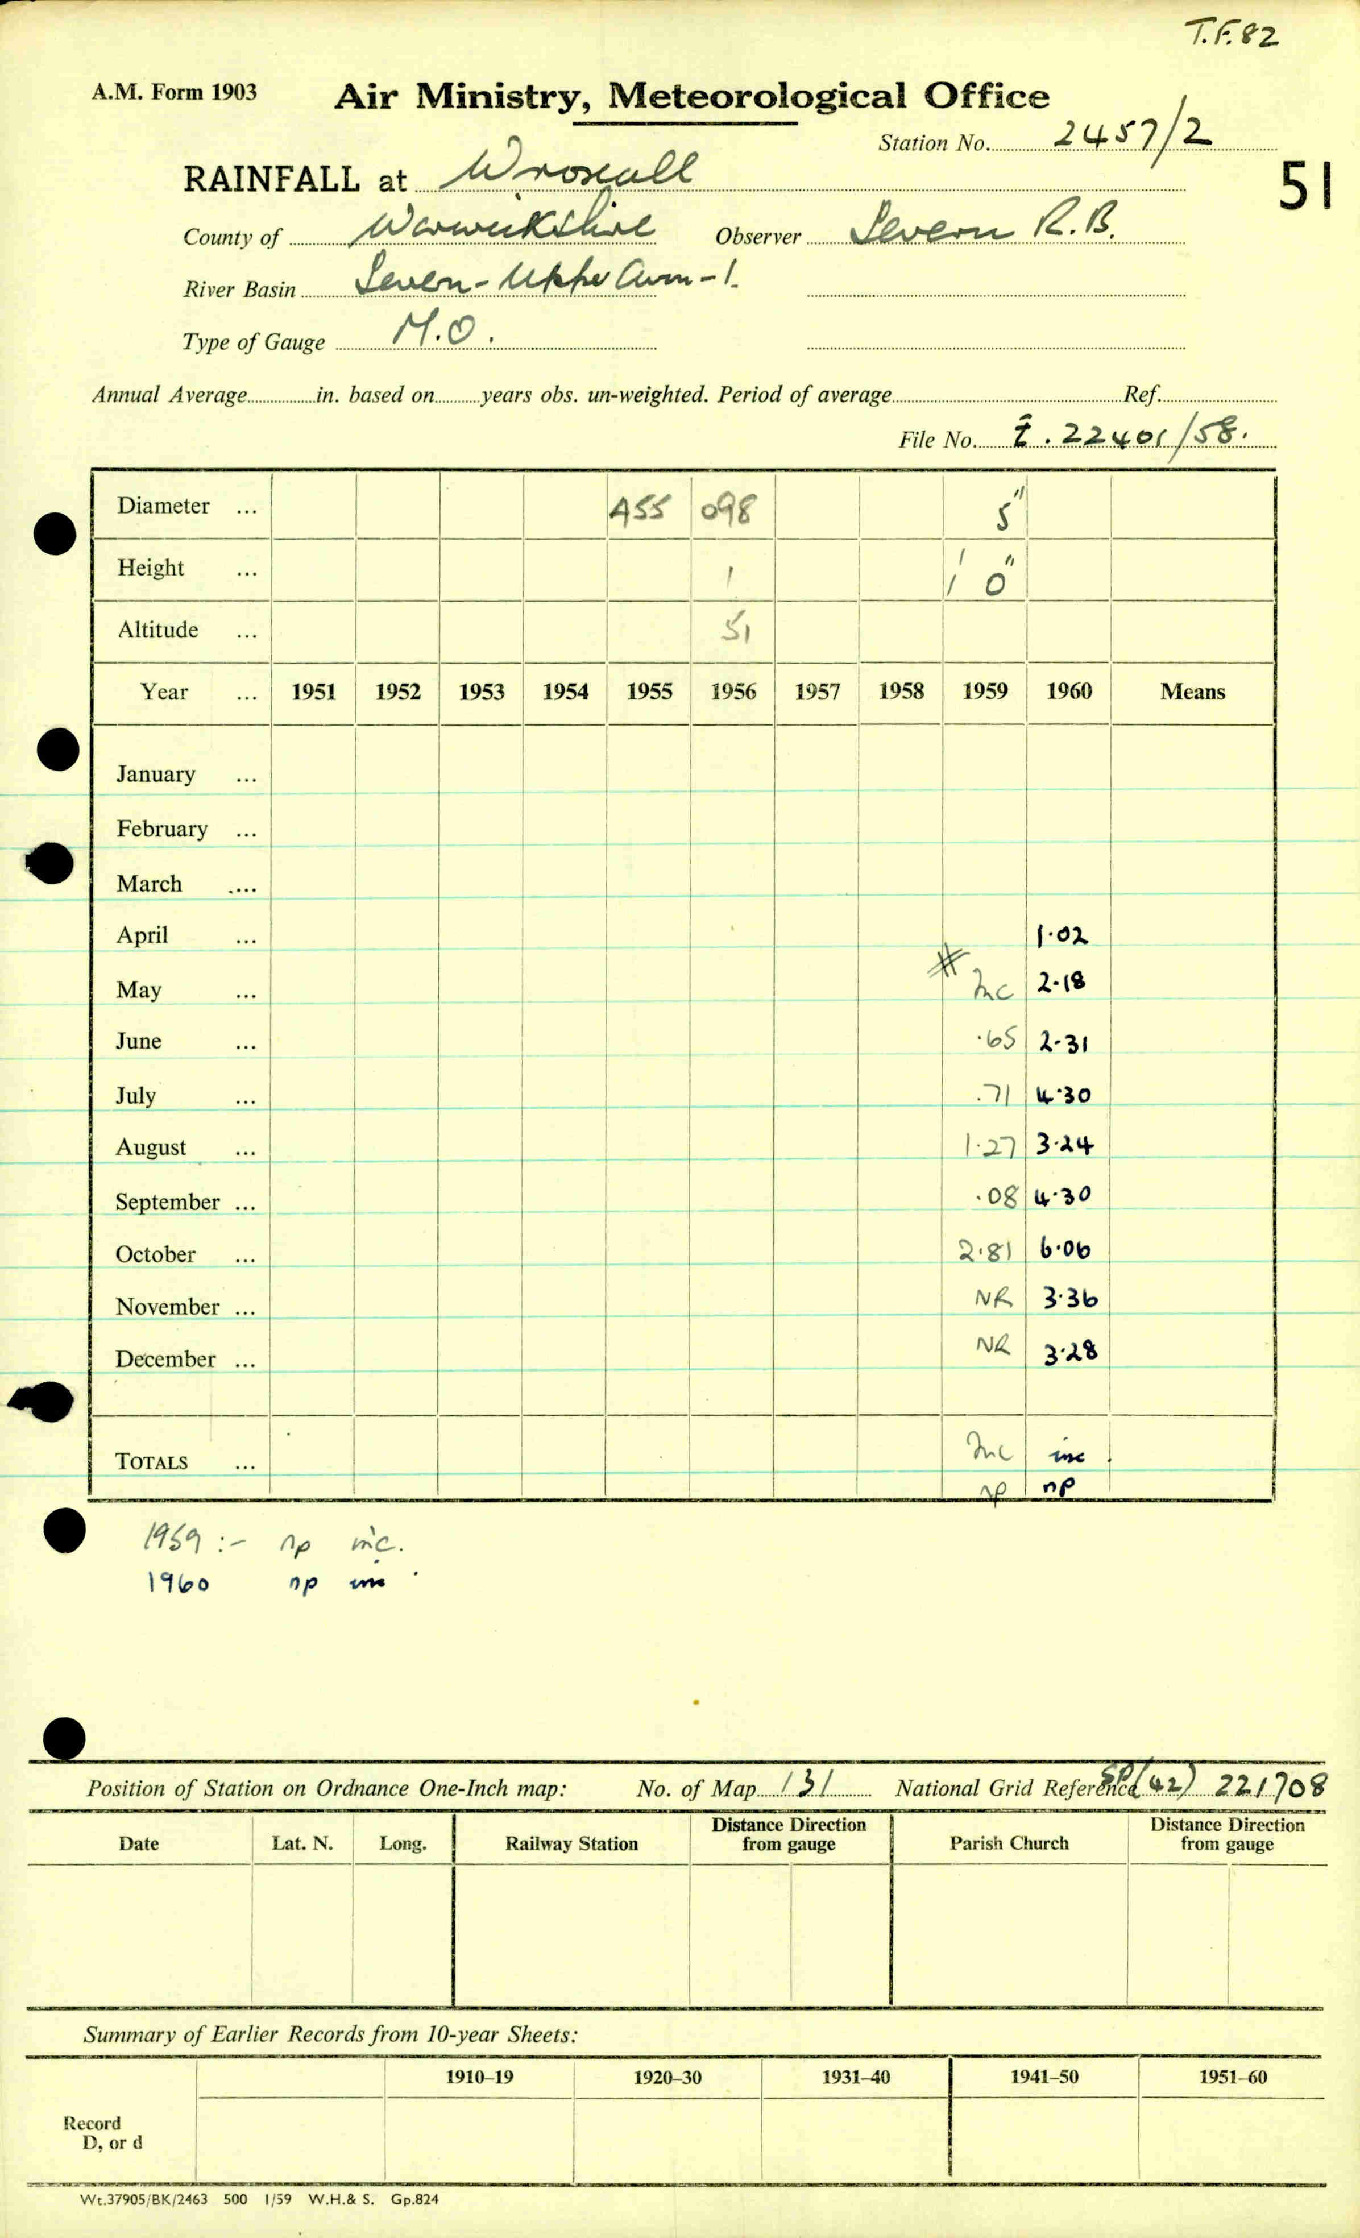 T.F.82
A.M. Form 1903 Air Ministry, Meteorological Office
Station No. 2457/2
RAINFALL at Wroxall 51
County of Warwickshire Observer Severn R.B.
River Basin Severn - Upper Avon - 1.
Type of Gauge M.O.
Annual Average in. based on years obs. un-weighted. Period of average Ref.
File No. 22401/58.
Diameter ... ASS 098 5"
Height ... 1 1' 0"
Altitude ... 51
Year ... 1951 1952 1953 1954 1955 1956 1957 1958 1959 1960 Means
January ...
February ...
March ....
April ... 1.02
May ... # Inc 2.18
June ... .65 2.31
July ... .71 4.30
August ... 1.27 3.24
September ... .08 4.30
October ... 2.81 6.06
November ... NR 3.36
December ... NR 3.28
TOTALS ... Inc inc
np np
1959 :- np inc.
1960 np inc
Position of Station on Ordnance One-Inch map: No. of Map 131 National Grid Reference SP(42) 221708
Date Lat. N. Long. Railway Station Distance Direction from gauge Parish Church Distance Direction from gauge
Summary of Earlier Records from 10-year Sheets:
1910–19 1920–30 1931–40 1941–50 1951–60
Record
D, or d
Wt.37905/BK/2463 500 1/59 W.H.& S. Gp.824